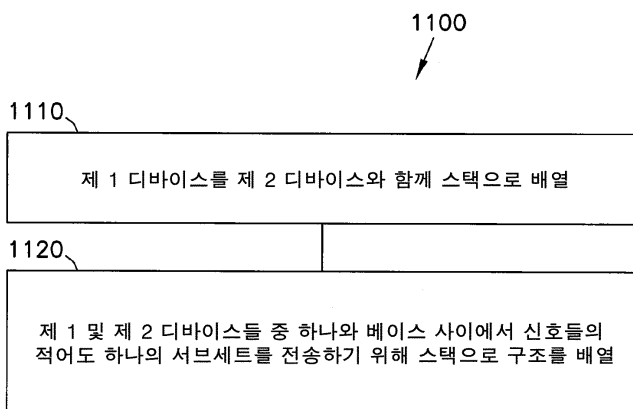 1100
1110
제 1 디바이스를 제 2 디바이스와 함께 스택으로 배열
1120
제 1 및 제 2 디바이스들 중 하나와 베이스 사이에서 신호들의
적어도 하나의 서브세트를 전송하기 위해 스택으로 구조를 배열